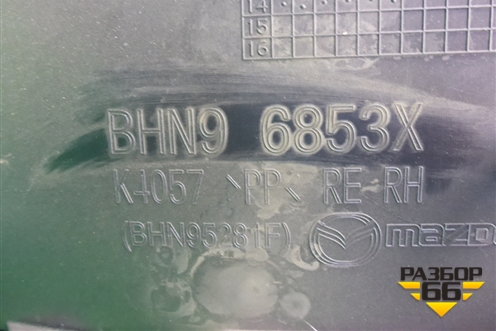 14
15
16
BHN9 6853X
K4057 >PP< RE RH
(BHN95281F) mazda
РАЗБОР
66